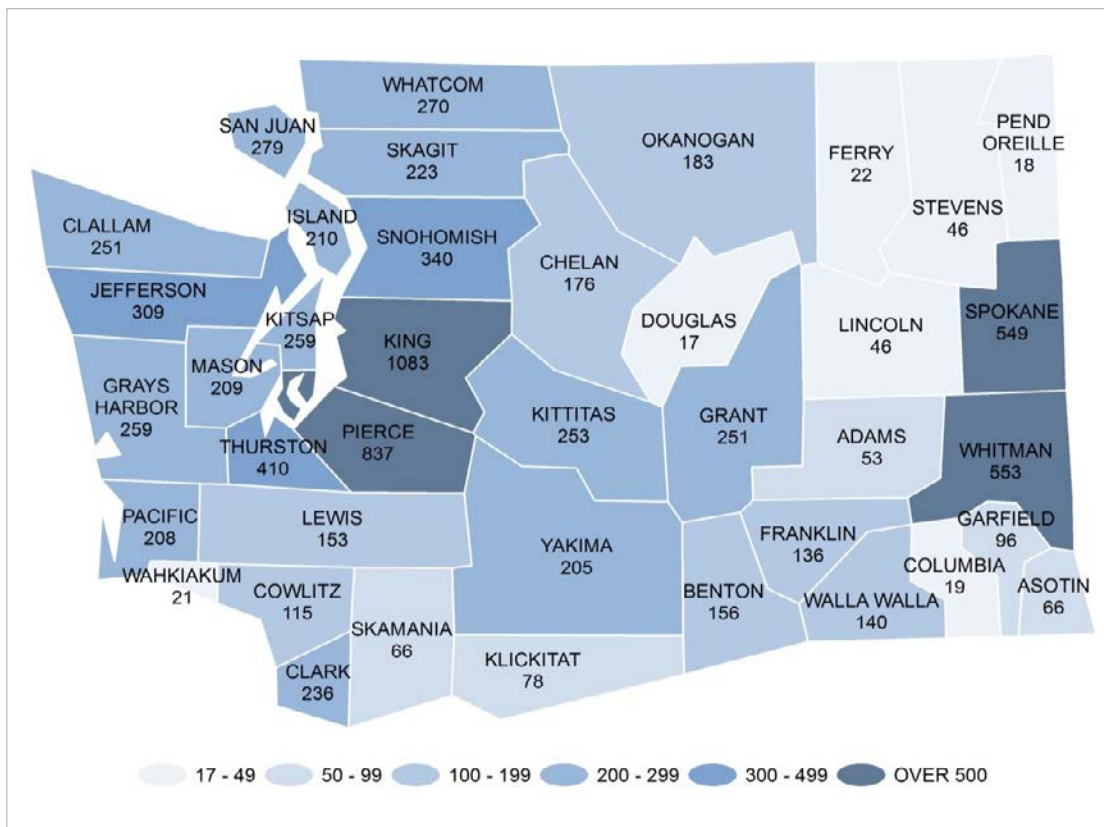 WHATCOM
270
SAN JUAN
279
SKAGIT
223
OKANOGAN
183
FERRY
22
PEND
OREILLE
18
STEVENS
46
CLALLAM
251
ISLAND
210
SNOHOMISH
340
CHELAN
176
JEFFERSON
309
KITSAP
259
KING
1083
DOUGLAS
17
LINCOLN
46
SPOKANE
549
MASON
209
GRAYS
HARBOR
259
THURSTON
410
PIERCE
837
KITTITAS
253
GRANT
251
ADAMS
53
WHITMAN
553
PACIFIC
208
LEWIS
153
YAKIMA
205
FRANKLIN
136
GARFIELD
96
WAHKIAKUM
21
COWLITZ
115
SKAMANIA
66
BENTON
156
WALLA WALLA
140
COLUMBIA
19
ASOTIN
66
CLARK
236
KLICKITAT
78
17 - 49
50 - 99
100 - 199
200 - 299
300 - 499
OVER 500